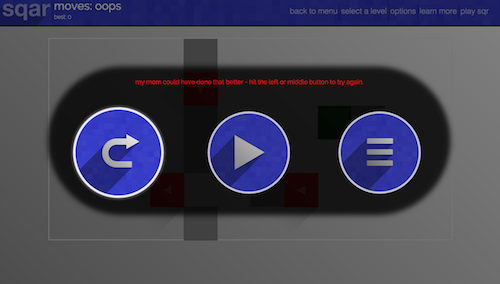 sqar
moves: oops
best: 0
back to menu select a level options learn more play sqr
my mom could have done that better - hit the left or middle button to try again.